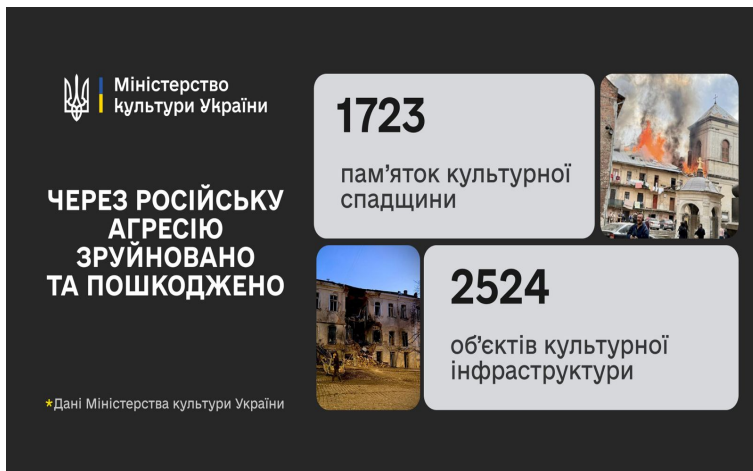 Міністерство
культури України
ЧЕРЕЗ РОСІЙСЬКУ
АГРЕСІЮ
ЗРУЙНОВАНО
ТА ПОШКОДЖЕНО
*Дані Міністерства культури України
1723
пам’яток культурної
спадщини
2524
об’єктів культурної
інфраструктури